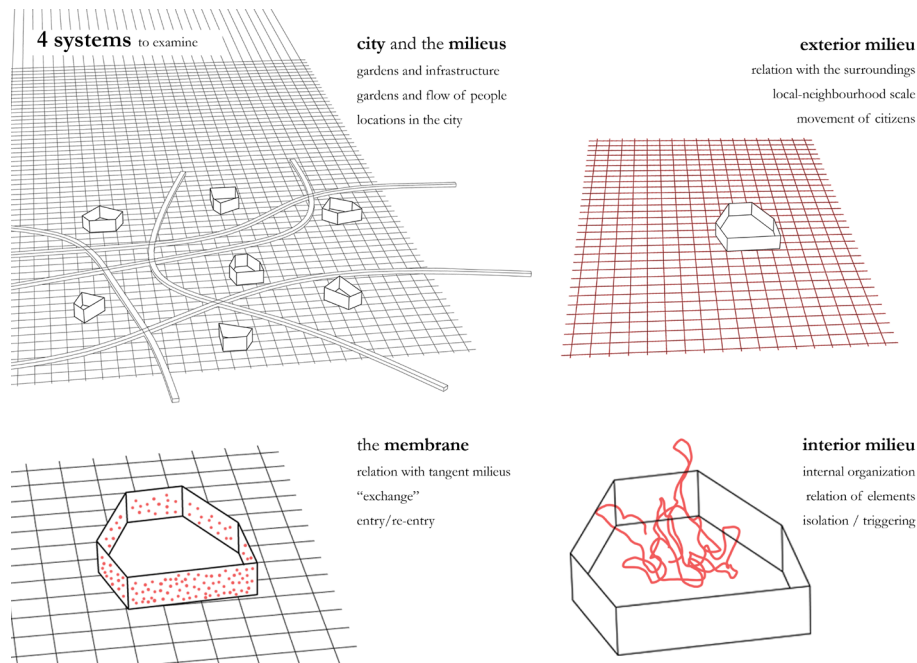 4 systems to examine
city and the milieus
gardens and infrastructure
gardens and flow of people
locations in the city
exterior milieu
relation with the surroundings
local-neighbourhood scale
movement of citizens
the membrane
relation with tangent milieus
“exchange”
entry/re-entry
interior milieu
internal organization
relation of elements
isolation / triggering